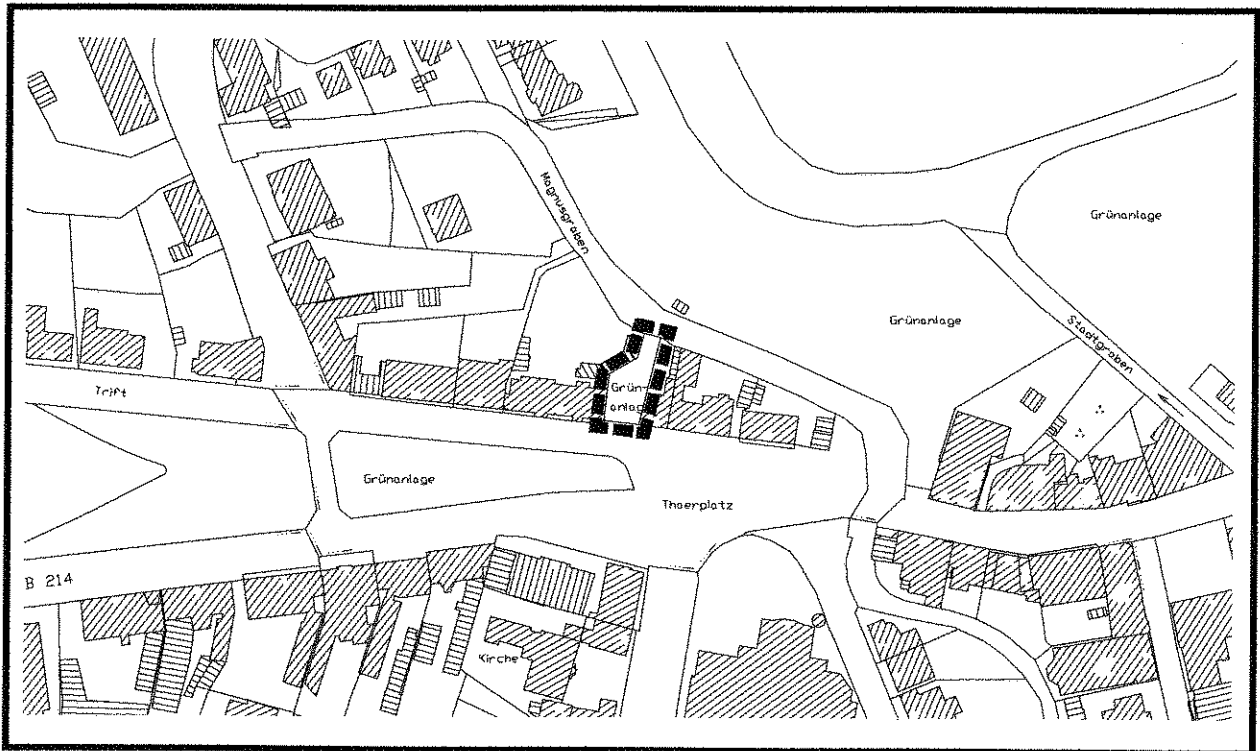 Magnusgraben
Grünanlage
Grünanlage
Stadtgraben
Trift
Grün-
anlage
Grünanlage
Thaerplatz
B 214
Kirche